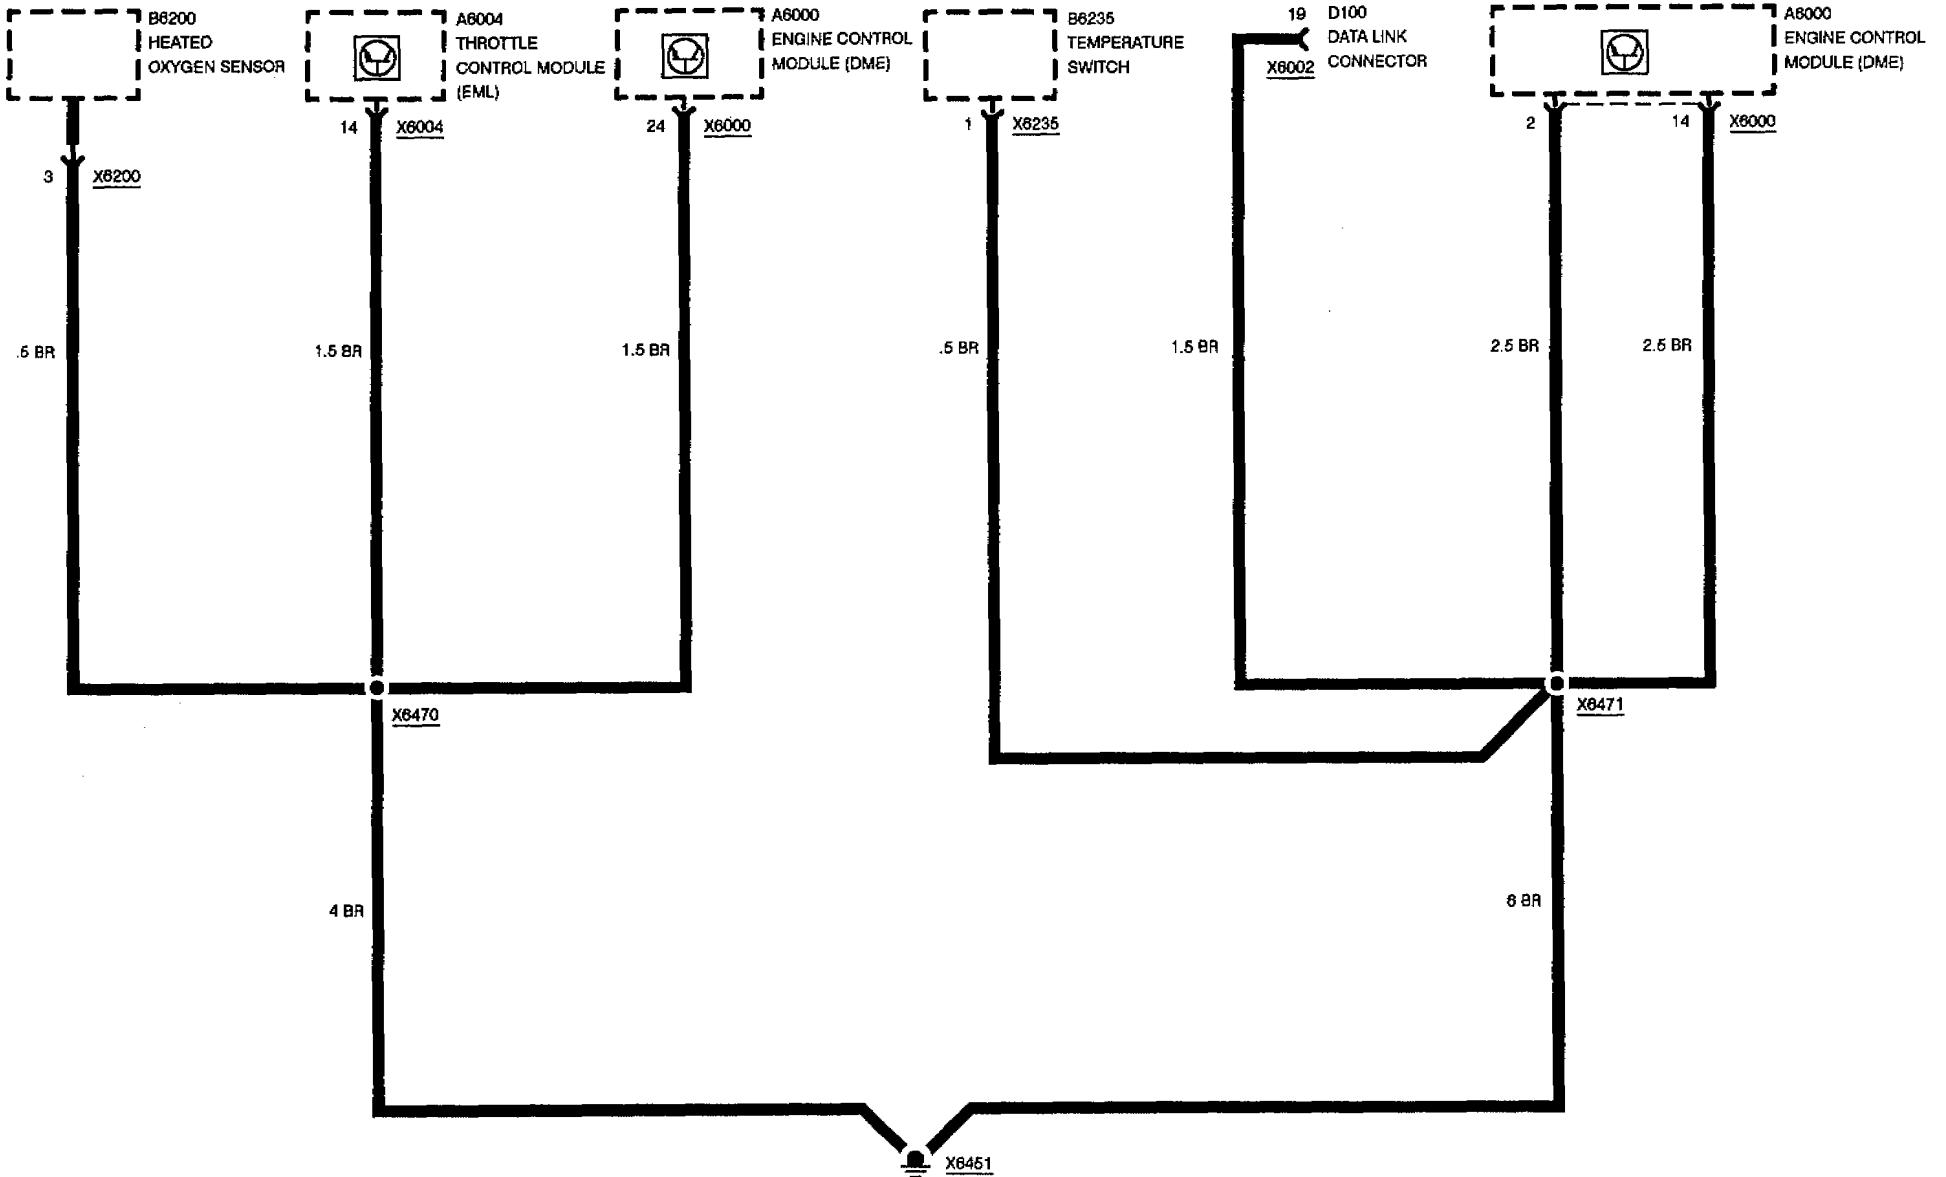 B6200
HEATED
OXYGEN SENSOR
A6004
THROTTLE
CONTROL MODULE
(EML)
A6000
ENGINE CONTROL
MODULE (DME)
B6235
TEMPERATURE
SWITCH
19
D100
DATA LINK
CONNECTOR
X6002
A6000
ENGINE CONTROL
MODULE (DME)
3 X6200
14 X6004
24 X6000
1 X6235
2
14 X6000
.5 BR
1.5 BR
1.5 BR
.5 BR
1.5 BR
2.5 BR
2.5 BR
X6470
X6471
4 BR
6 BR
X6451